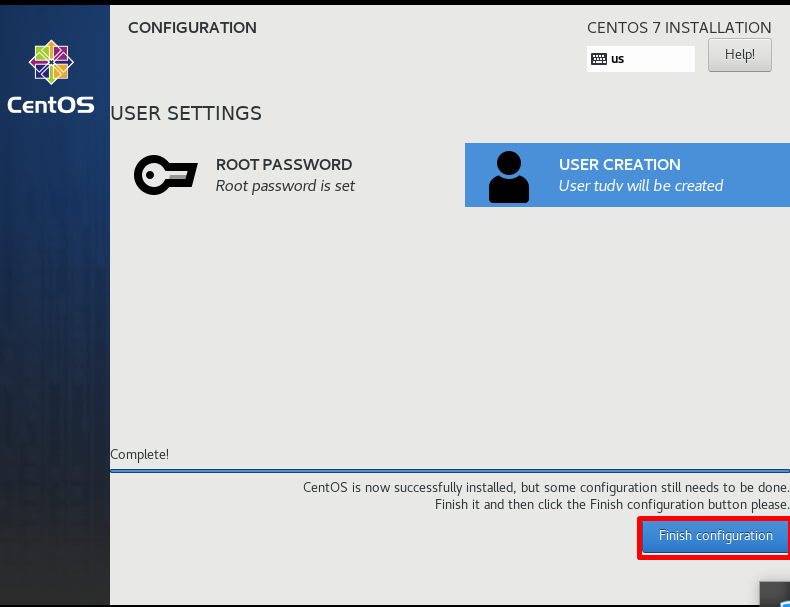 CONFIGURATION
CENTOS 7 INSTALLATION
us
Help!
CentOS
USER SETTINGS
ROOT PASSWORD
Root password is set
USER CREATION
User tudv will be created
Complete!
CentOS is now successfully installed, but some configuration still needs to be done.
Finish it and then click the Finish configuration button please.
Finish configuration